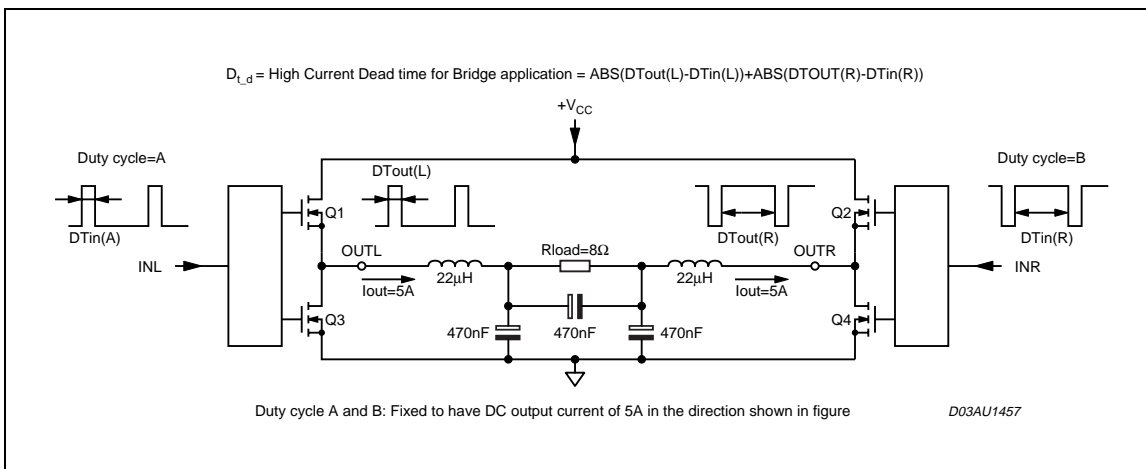 D_t_d = High Current Dead time for Bridge application = ABS(DTout(L)-DTin(L))+ABS(DTOUT(R)-DTin(R))
+V_CC
Duty cycle=A
Duty cycle=B
DTout(L)
DTout(R)
Q1
Q2
DTin(A)
DTin(R)
OUTL
Rload=8Ω
OUTR
INL
22µH
22µH
INR
Iout=5A
Iout=5A
Q3
Q4
470nF
470nF
470nF
Duty cycle A and B: Fixed to have DC output current of 5A in the direction shown in figure
D03AU1457